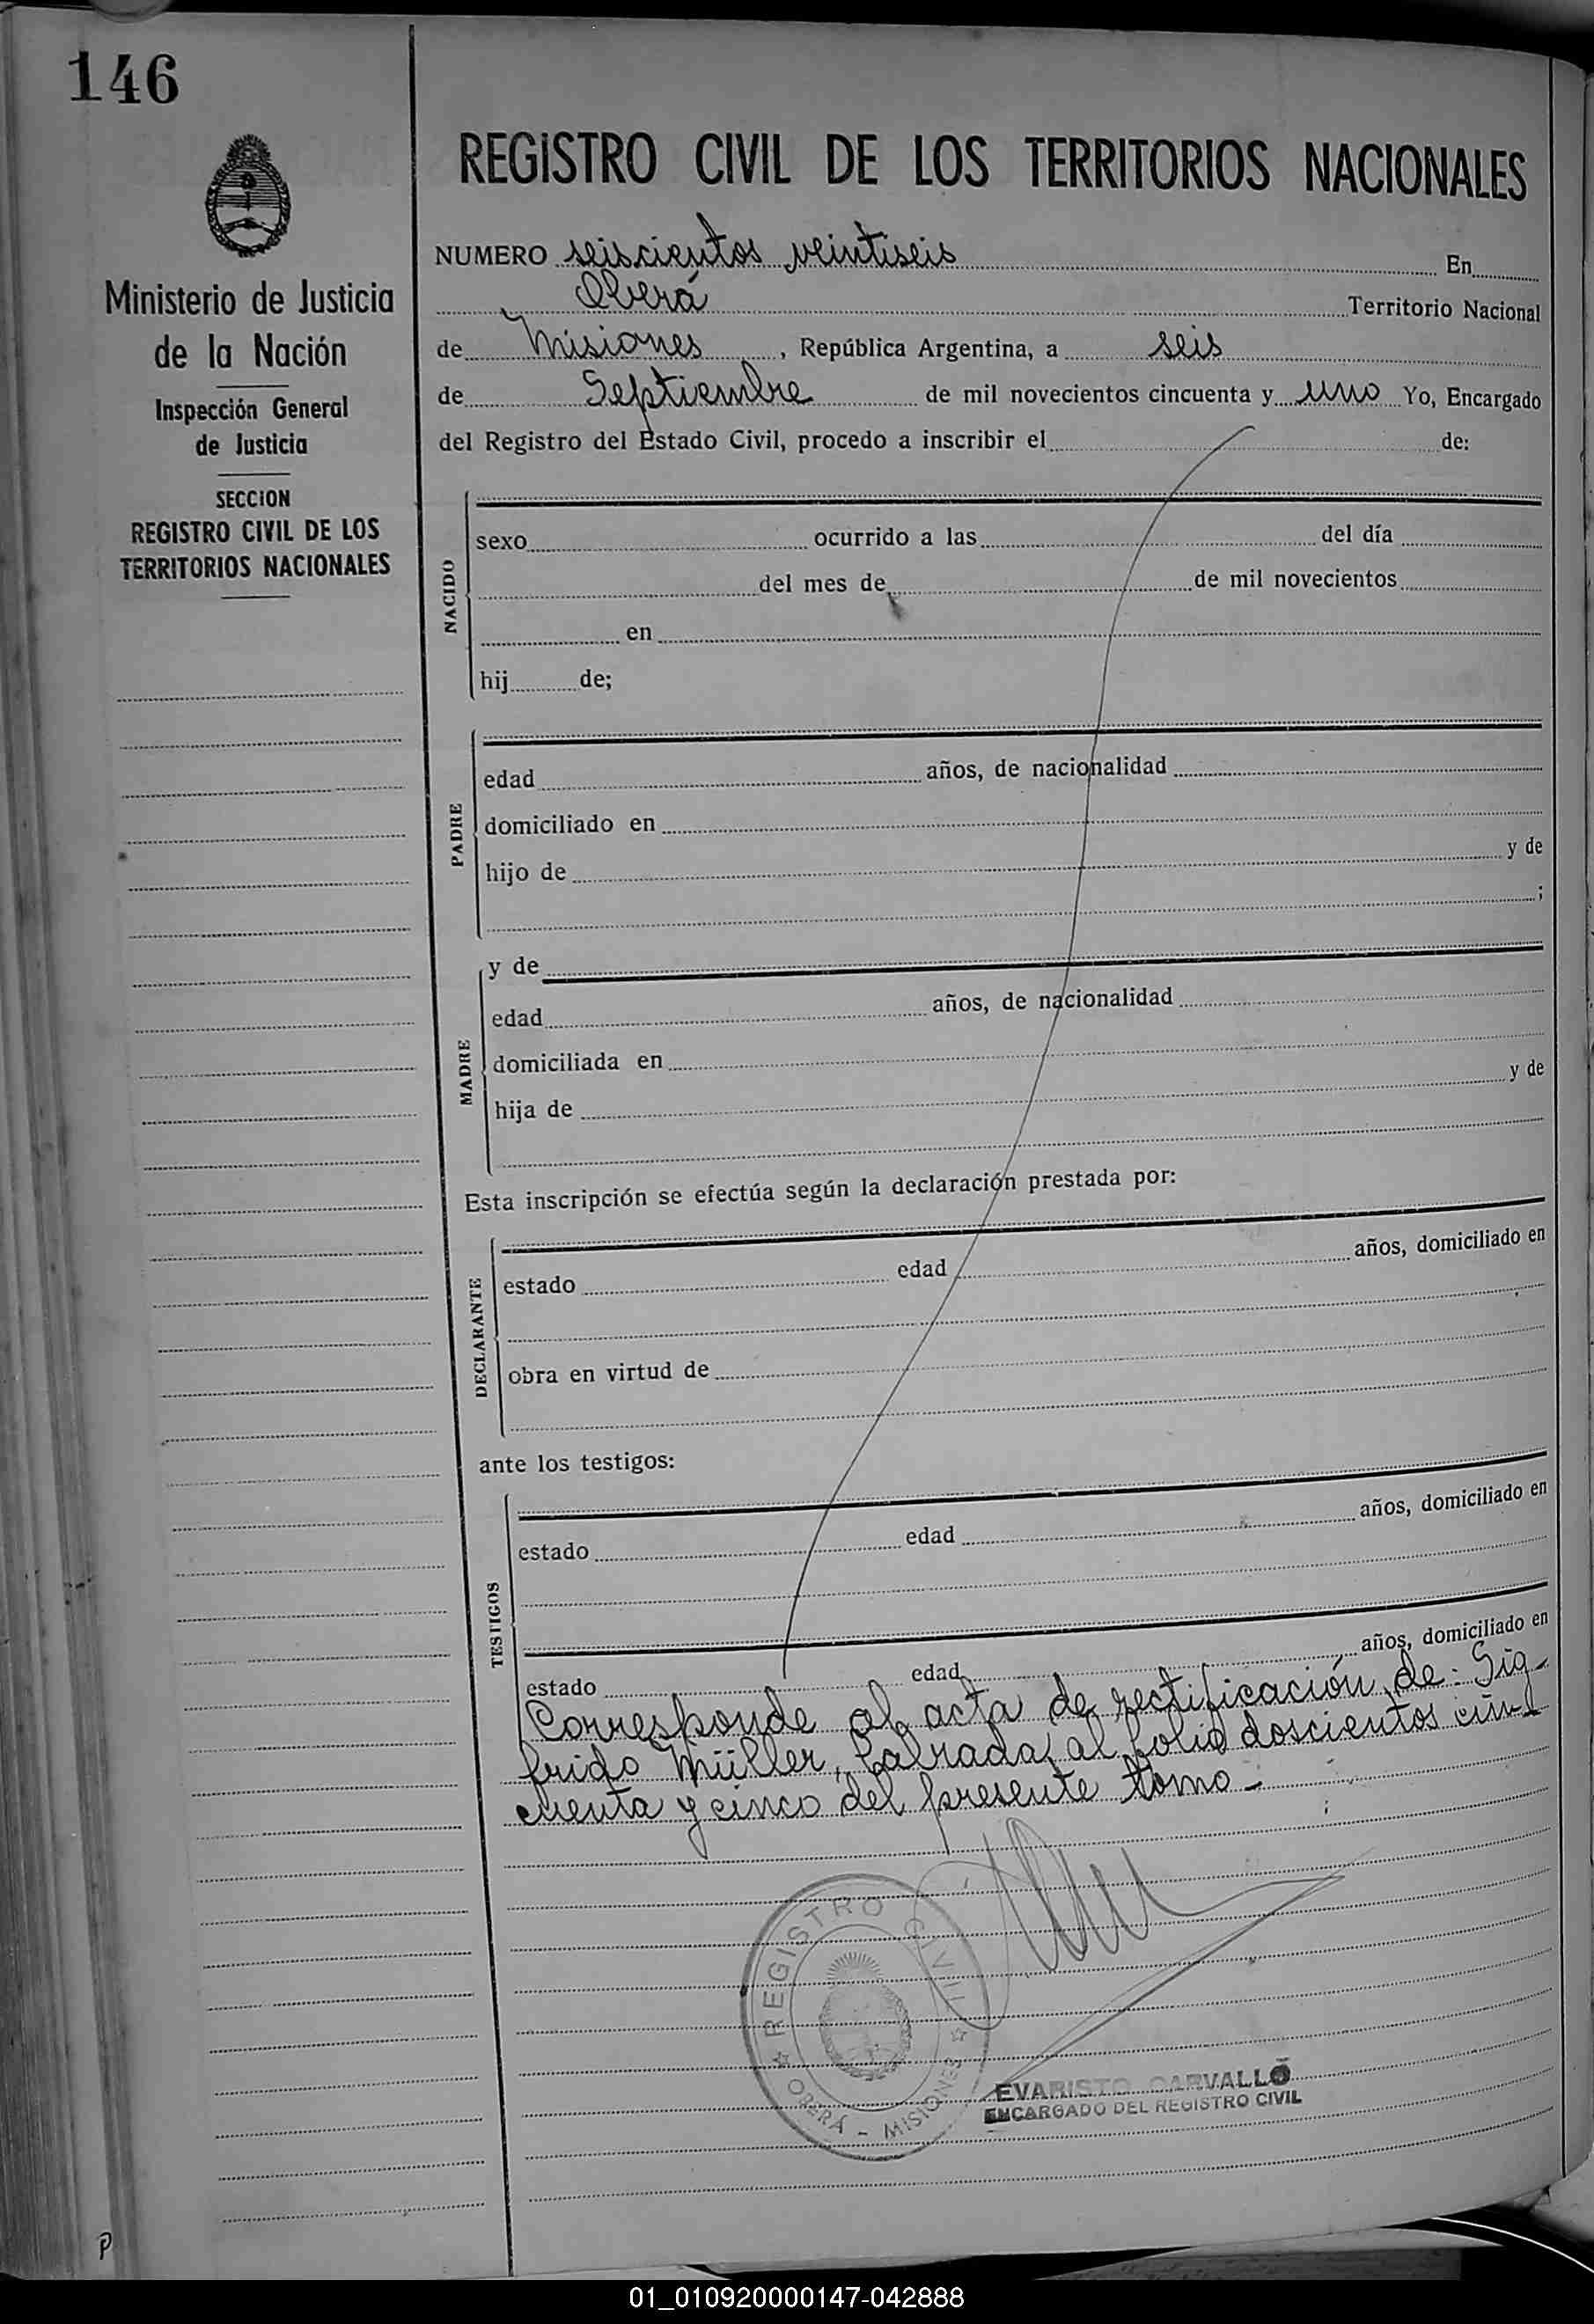 146
REGISTRO CIVIL DE LOS TERRITORIOS NACIONALES
Ministerio de Justicia
de la Nación
Inspección General
de Justicia
SECCION
REGISTRO CIVIL DE LOS
TERRITORIOS NACIONALES
NUMERO seiscientos veintiseis En
Oberá Territorio Nacional
de Misiones, República Argentina, a seis
de Septiembre de mil novecientos cincuenta y uno Yo, Encargado
del Registro del Estado Civil, procedo a inscribir el de:
NACIDO
sexo ocurrido a las del día
del mes de de mil novecientos
en
hij de;
PADRE
edad años, de nacionalidad
domiciliado en
hijo de y de
;
MADRE
y de
edad años, de nacionalidad
domiciliada en
hija de y de
Esta inscripción se efectúa según la declaración prestada por:
DECLARANTE
estado edad años, domiciliado en
obra en virtud de
ante los testigos:
TESTIGOS
estado edad años, domiciliado en
estado edad años, domiciliado en
Corresponde al acta de rectificación de: Sig-
frido Müller, labrada al folio doscientos cin-
cuenta y cinco del presente tomo-
REGISTRO CIVIL
OBERÁ - MISIONES
EVARISTO CARVALLO
ENCARGADO DEL REGISTRO CIVIL
P
01_010920000147-042888